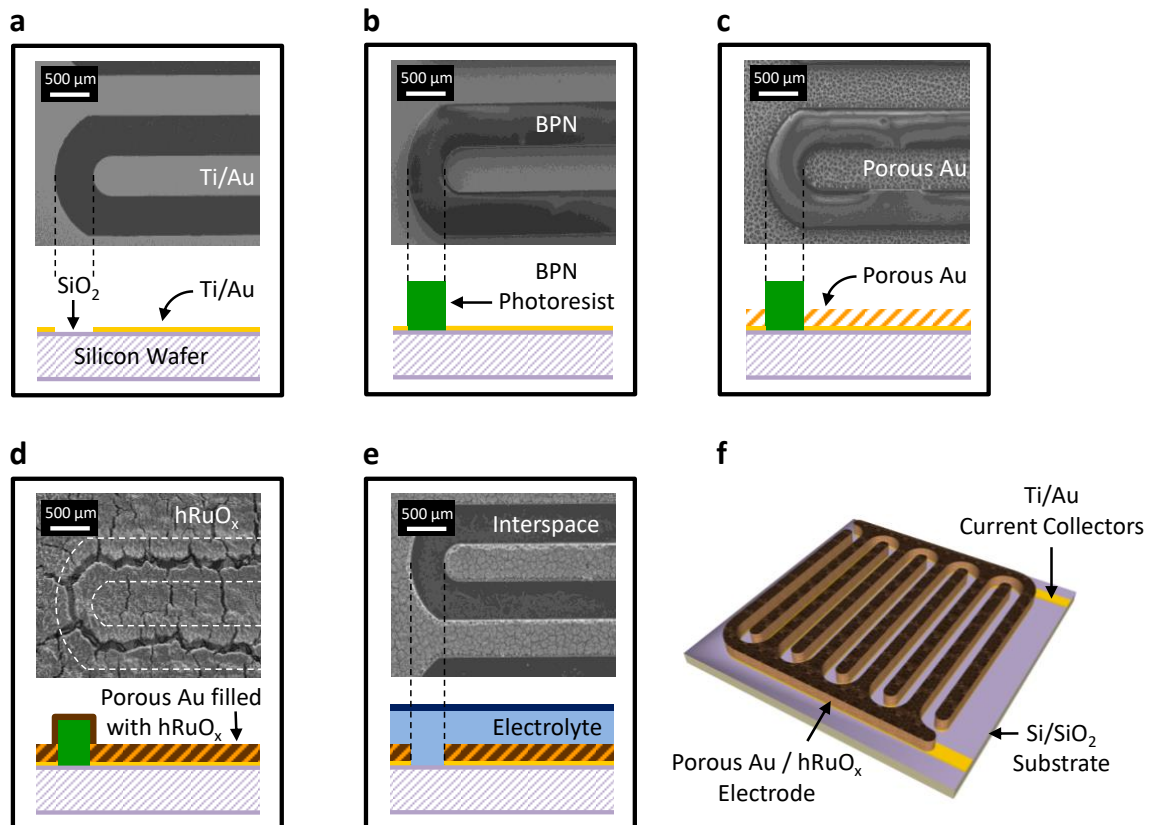 a
500 µm
Ti/Au
SiO₂
Ti/Au
Silicon Wafer
b
500 µm
BPN
BPN
Photoresist
c
500 µm
Porous Au
Porous Au
d
500 µm
hRuOₓ
Porous Au filled
with hRuOₓ
e
500 µm
Interspace
Electrolyte
f
Ti/Au
Current Collectors
Si/SiO₂
Substrate
Porous Au / hRuOₓ
Electrode